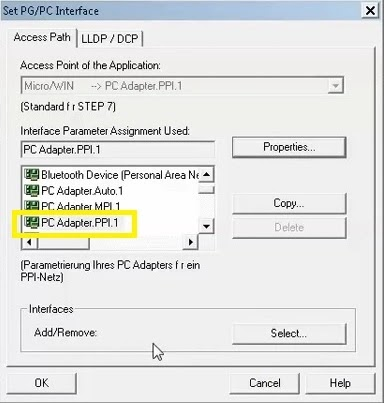 Set PG/PC Interface
Access Path
LLDP / DCP
Access Point of the Application:
Micro/WIN --> PC Adapter.PPI.1
(Standard f r STEP 7)
Interface Parameter Assignment Used:
PC Adapter.PPI.1
Properties...
Bluetooth Device (Personal Area Ne
PC Adapter.Auto.1
PC Adapter.MPI.1
PC Adapter.PPI.1
Copy...
Delete
(Parametrierung Ihres PC Adapters f r ein
PPI-Netz)
Interfaces
Add/Remove:
Select...
OK
Cancel
Help